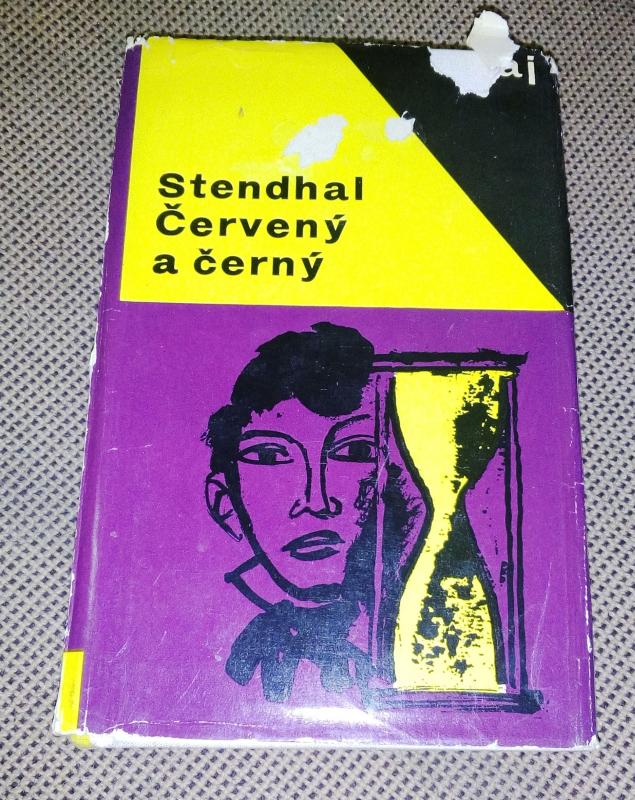 Stendhal
Červený
a černý